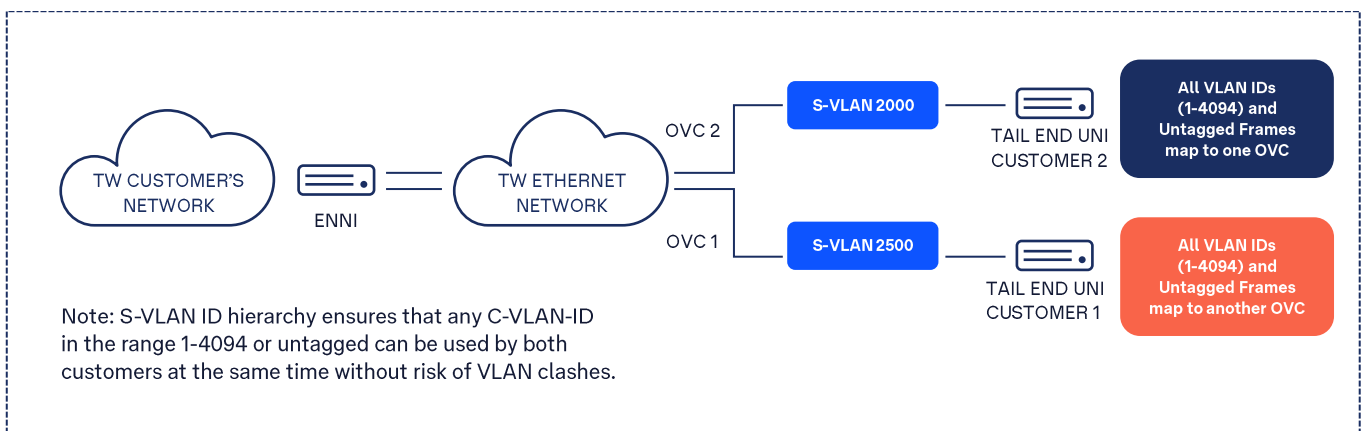 TW CUSTOMER'S
NETWORK
ENNI
TW ETHERNET
NETWORK
OVC 2
OVC 1
S-VLAN 2000
S-VLAN 2500
TAIL END UNI
CUSTOMER 2
TAIL END UNI
CUSTOMER 1
All VLAN IDs
(1-4094) and
Untagged Frames
map to one OVC
All VLAN IDs
(1-4094) and
Untagged Frames
map to another OVC
Note: S-VLAN ID hierarchy ensures that any C-VLAN-ID
in the range 1-4094 or untagged can be used by both
customers at the same time without risk of VLAN clashes.